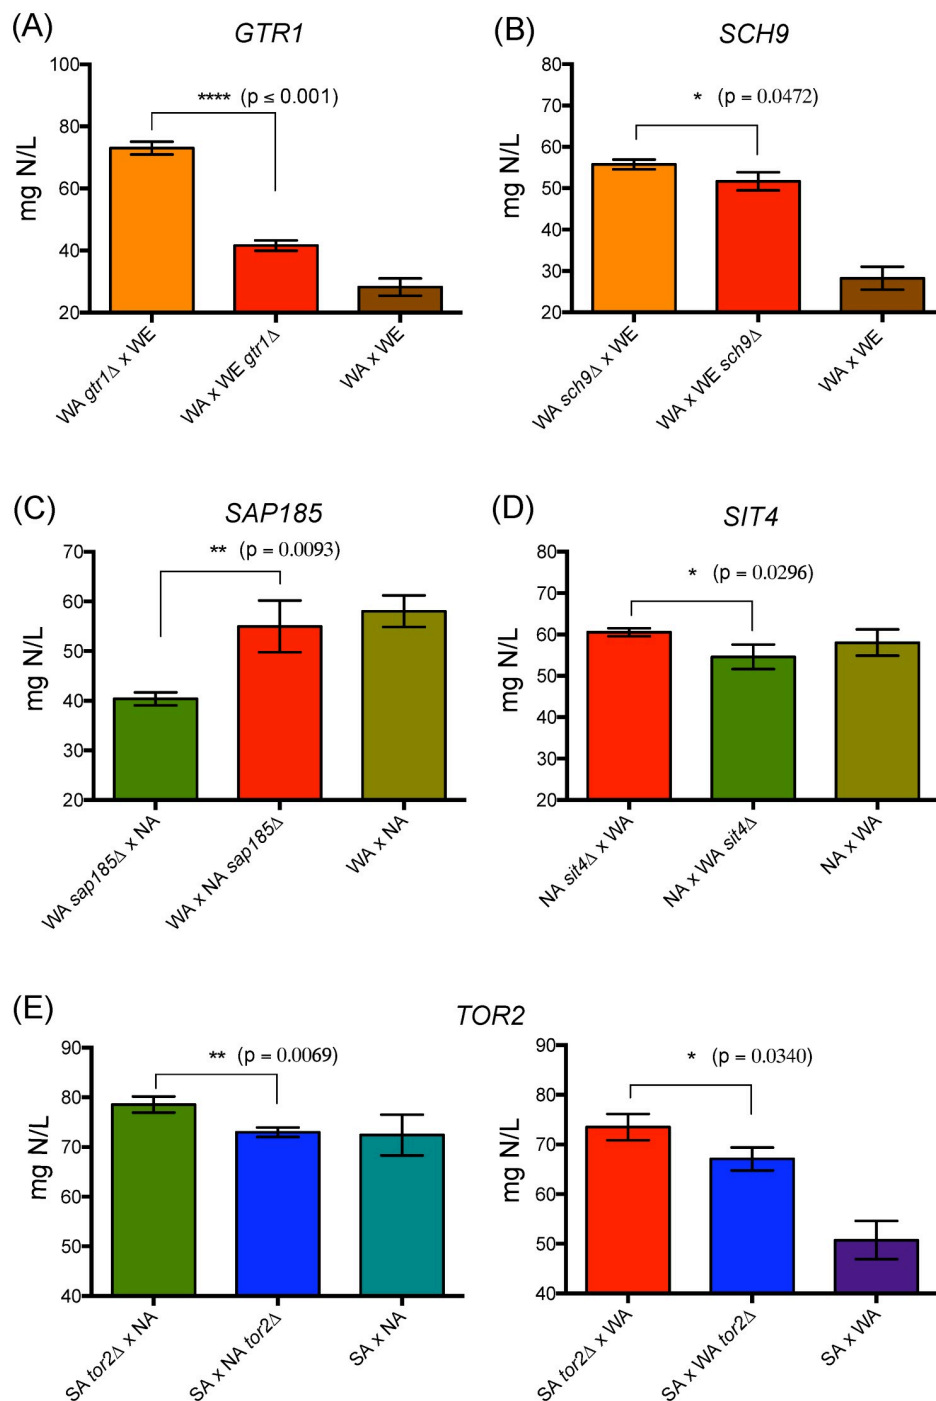 (A) GTR1
**** (p ≤ 0.001)
mg N/L
100
80
60
40
20
WA gtr1Δ x WE
WA x WE gtr1Δ
WA x WE
(B) SCH9
* (p = 0.0472)
mg N/L
80
70
60
50
40
30
20
WA sch9Δ x WE
WA x WE sch9Δ
WA x WE
(C) SAP185
** (p = 0.0093)
mg N/L
70
60
50
40
30
20
WA sap185Δ x NA
WA x NA sap185Δ
WA x NA
(D) SIT4
* (p = 0.0296)
mg N/L
80
70
60
50
40
30
20
NA sit4Δ x WA
NA x WA sit4Δ
NA x WA
(E) TOR2
** (p = 0.0069)
mg N/L
90
80
70
60
50
40
SA tor2Δ x NA
SA x NA tor2Δ
SA x NA
* (p = 0.0340)
mg N/L
90
80
70
60
50
40
SA tor2Δ x WA
SA x WA tor2Δ
SA x WA